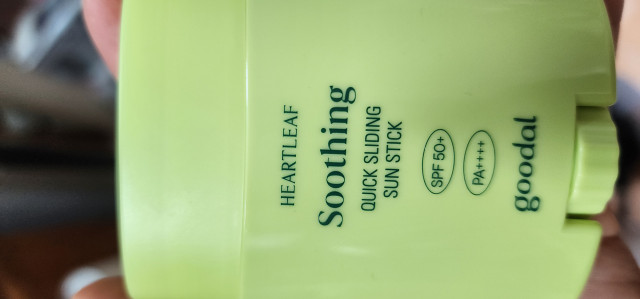 HEARTLEAF
Soothing
QUICK SLIDING
SUN STICK
SPF 50+
PA++++
goodal